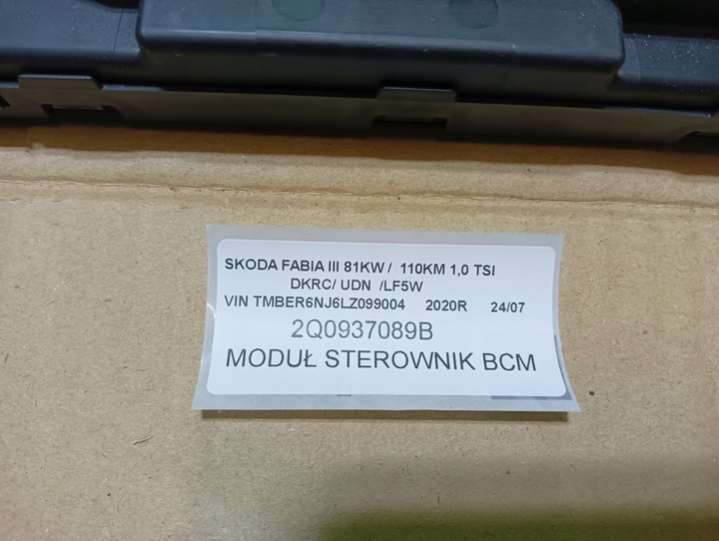 SKODA FABIA III 81KW / 110KM 1,0 TSI
DKRC/ UDN /LF5W
VIN TMBER6NJ6LZ099004 2020R 24/07
2Q0937089B
MODUŁ STEROWNIK BCM